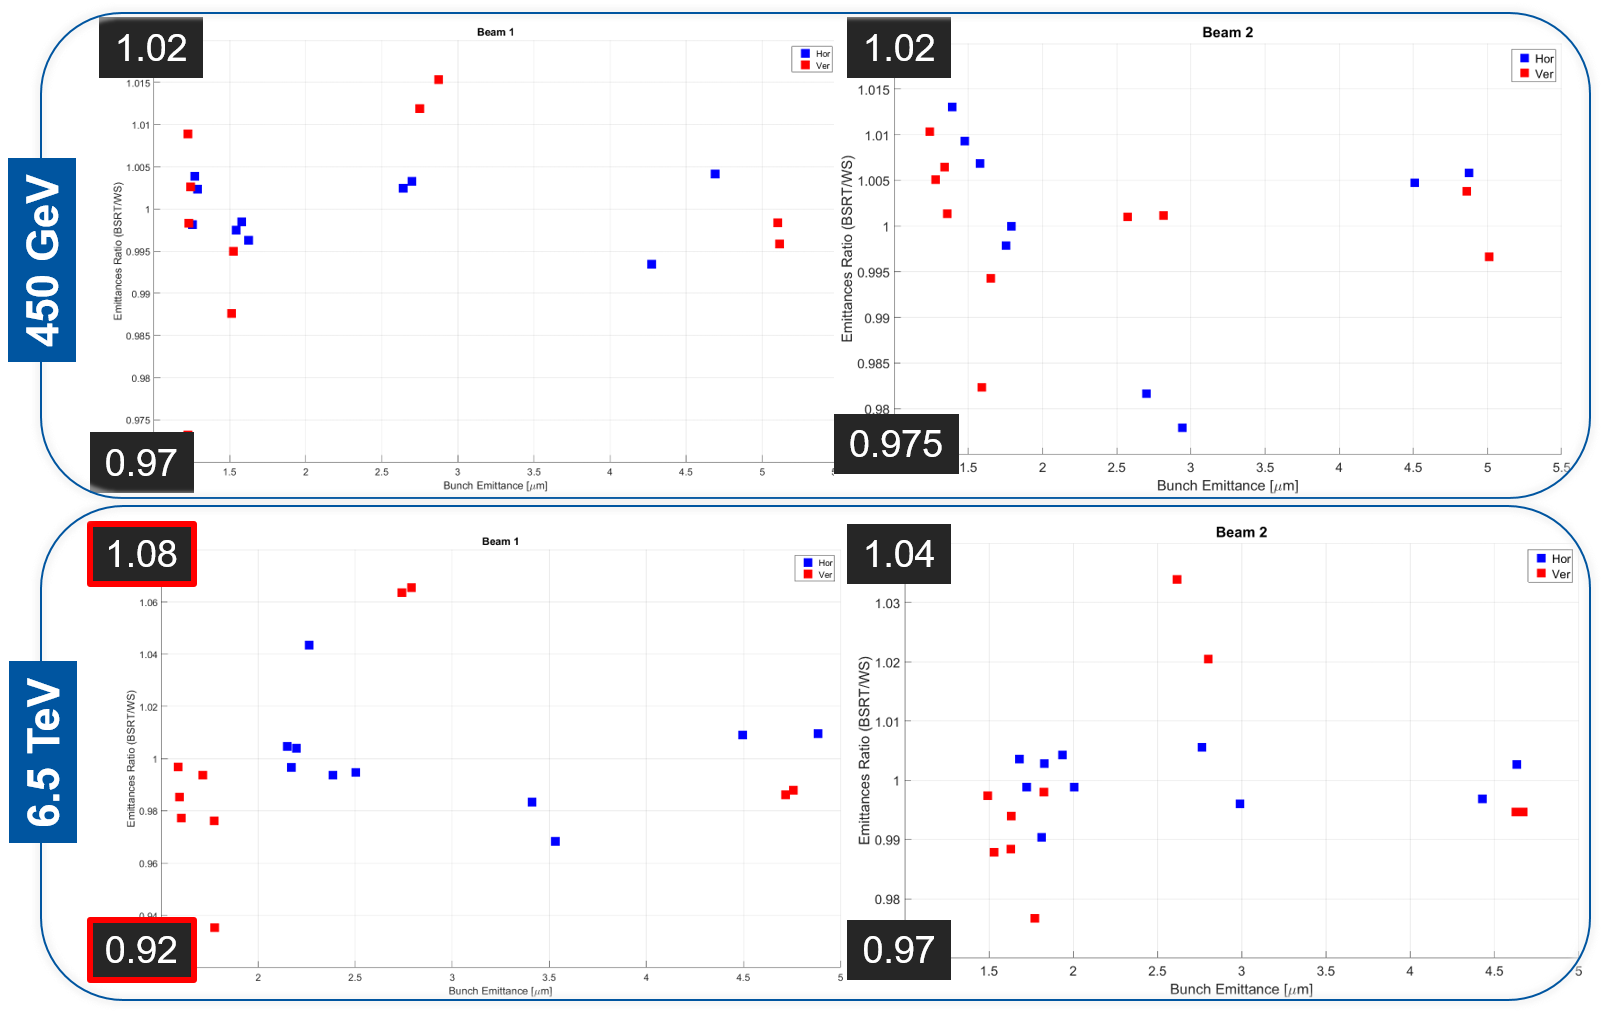 450 GeV
1.02
Beam 1
Hor
Ver
1.015
1.01
1.005
1
0.995
0.99
0.985
0.98
0.975
0.97
Emittances Ratio (BSRT/WS)
1.5 2 2.5 3 3.5 4 4.5 5
Bunch Emittance [μm]
1.02
Beam 2
Hor
Ver
1.015
1.01
1.005
1
0.995
0.99
0.985
0.98
0.975
Emittances Ratio (BSRT/WS)
1.5 2 2.5 3 3.5 4 4.5 5 5.5
Bunch Emittance [μm]
6.5 TeV
1.08
Beam 1
Hor
Ver
1.06
1.04
1.02
1
0.98
0.96
0.94
0.92
Emittances Ratio (BSRT/WS)
2 2.5 3 3.5 4 4.5 5
Bunch Emittance [μm]
1.04
Beam 2
Hor
Ver
1.03
1.02
1.01
1
0.99
0.98
0.97
Emittances Ratio (BSRT/WS)
1.5 2 2.5 3 3.5 4 4.5 5
Bunch Emittance [μm]